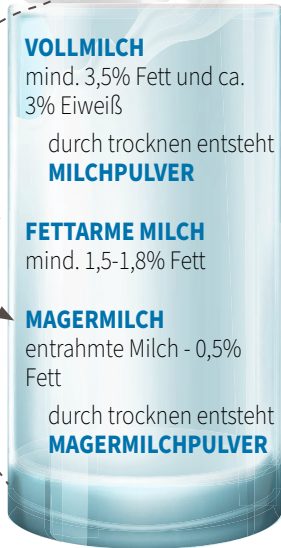 VOLLMILCH
mind. 3,5% Fett und ca.
3% Eiweiß
durch trocknen entsteht
MILCHPULVER
FETTARME MILCH
mind. 1,5-1,8% Fett
MAGERMILCH
entrahmte Milch - 0,5%
Fett
durch trocknen entsteht
MAGERMILCHPULVER